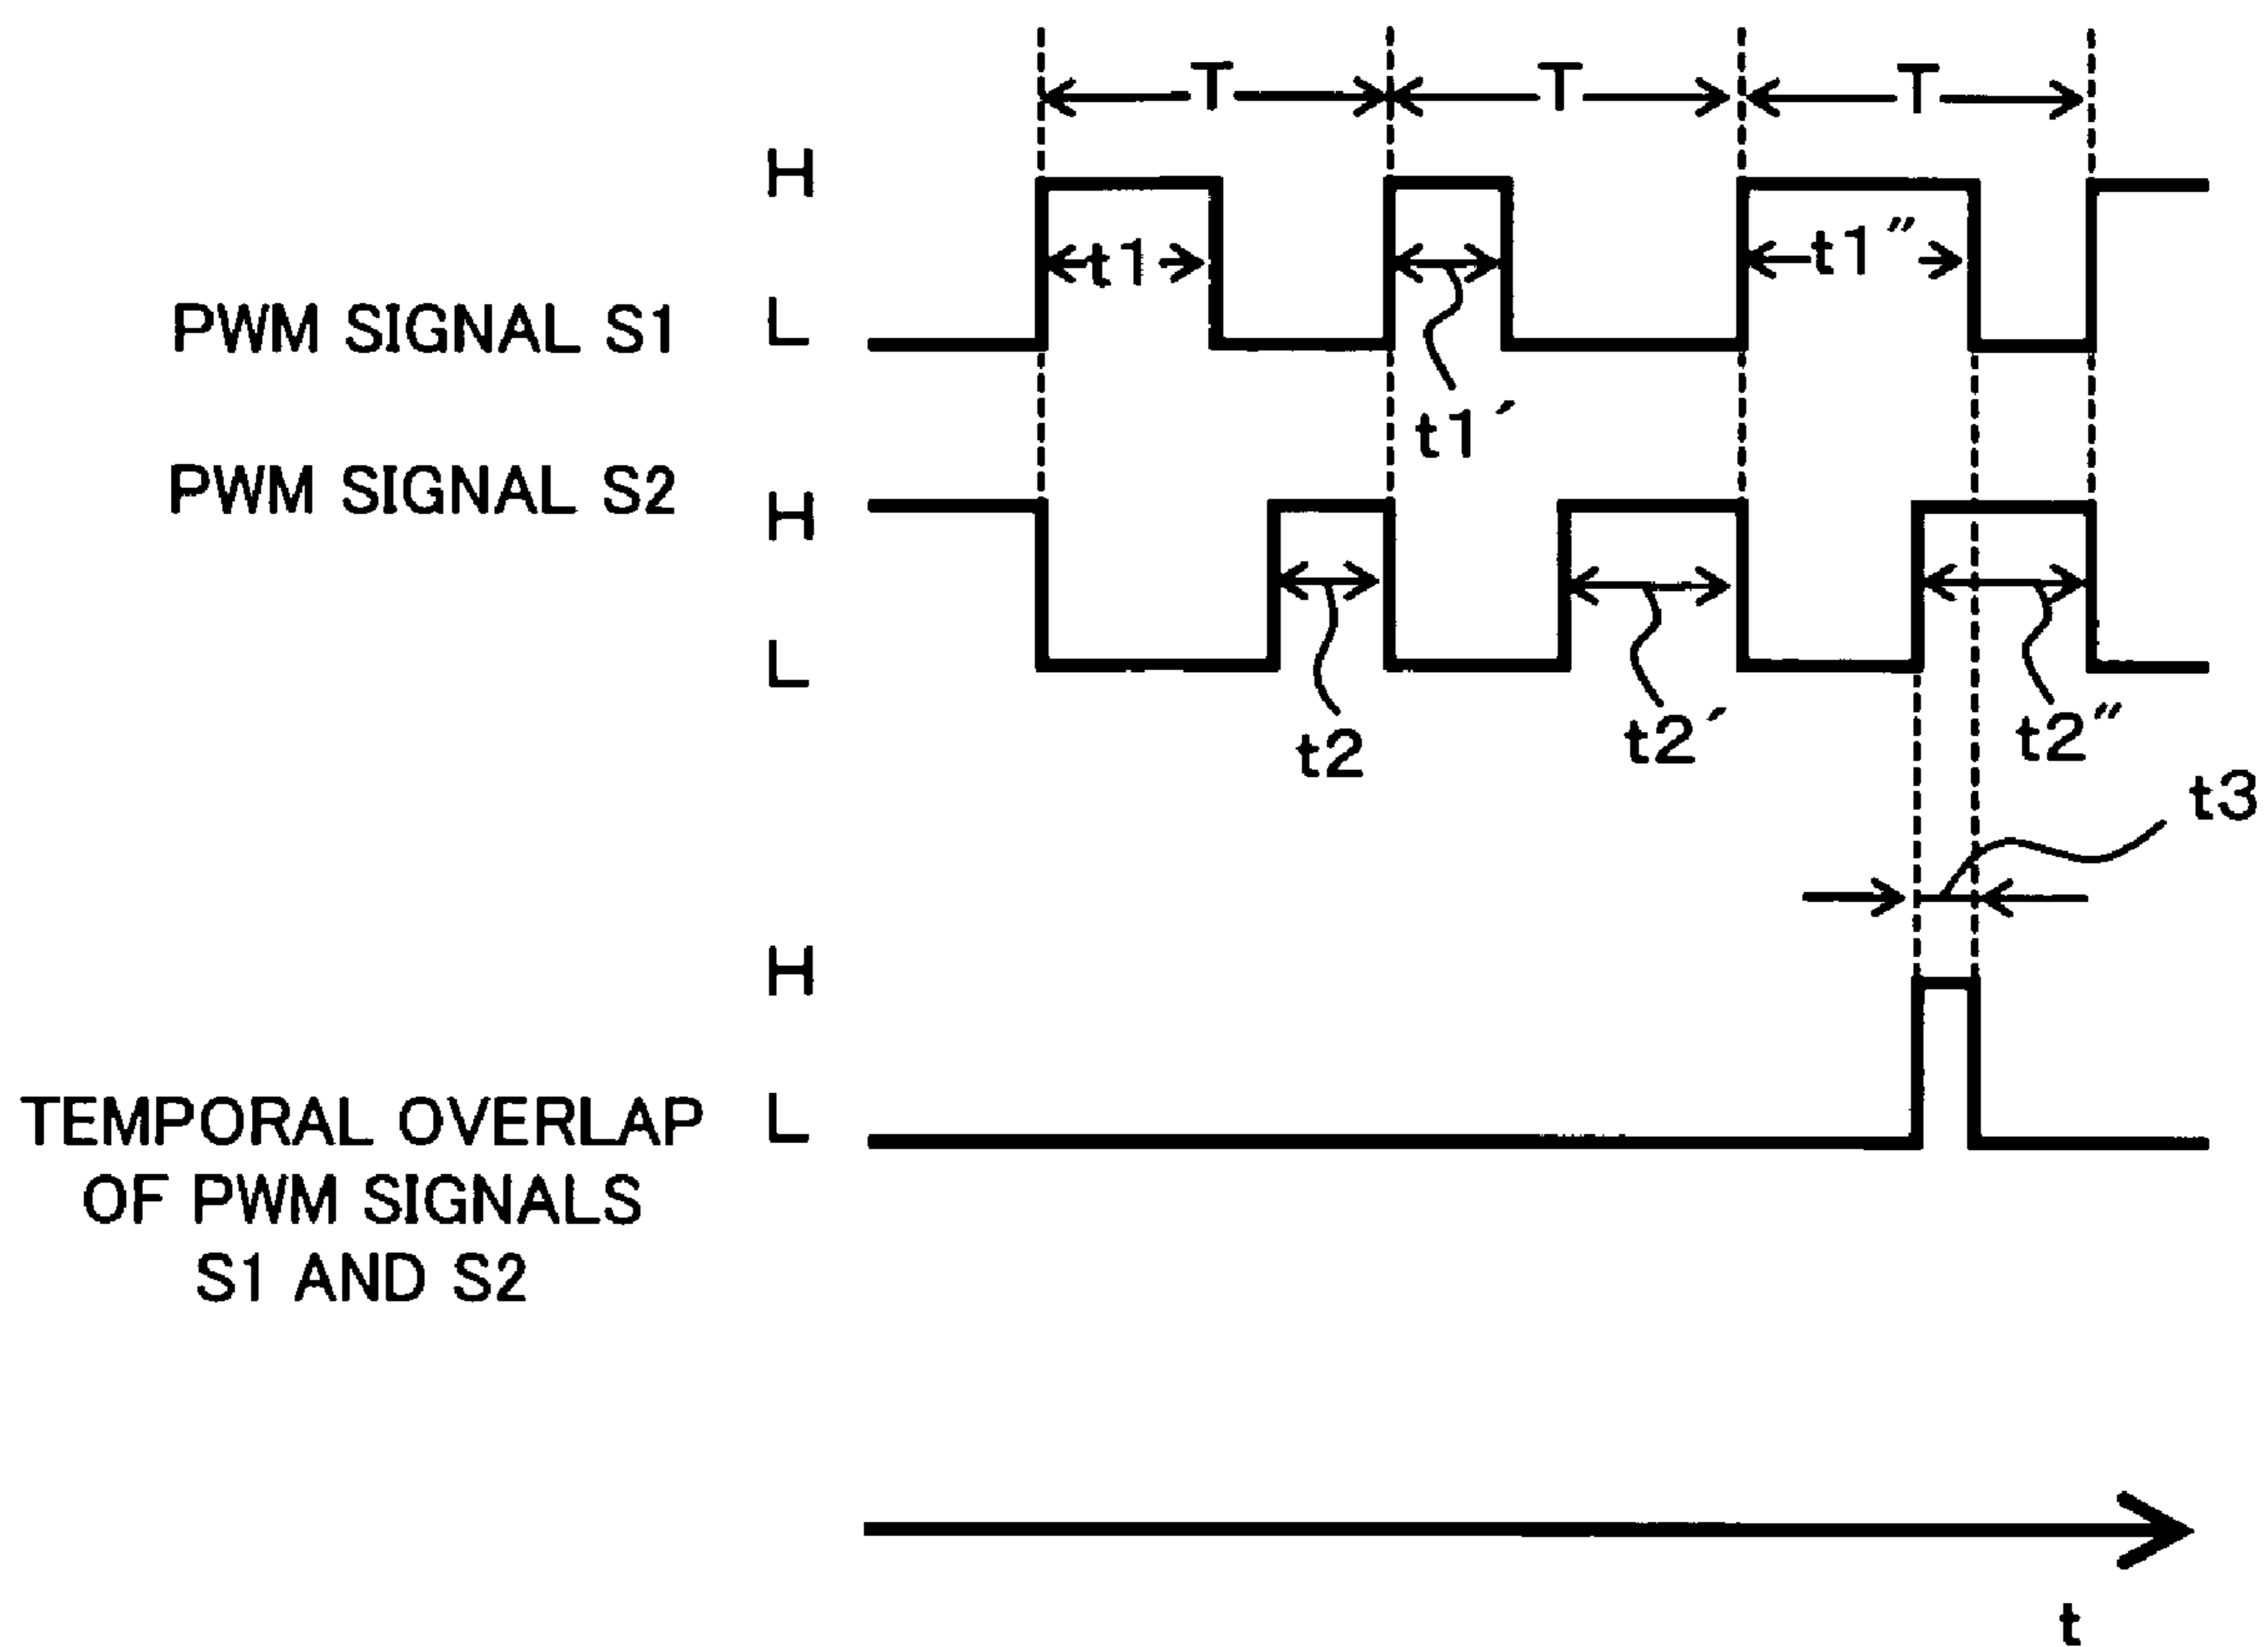 T T T
H
t1 t1″
PWM SIGNAL S1 L
t1′
PWM SIGNAL S2 H
L
t2 t2′ t2″
t3
H
TEMPORAL OVERLAP L
OF PWM SIGNALS
S1 AND S2
t